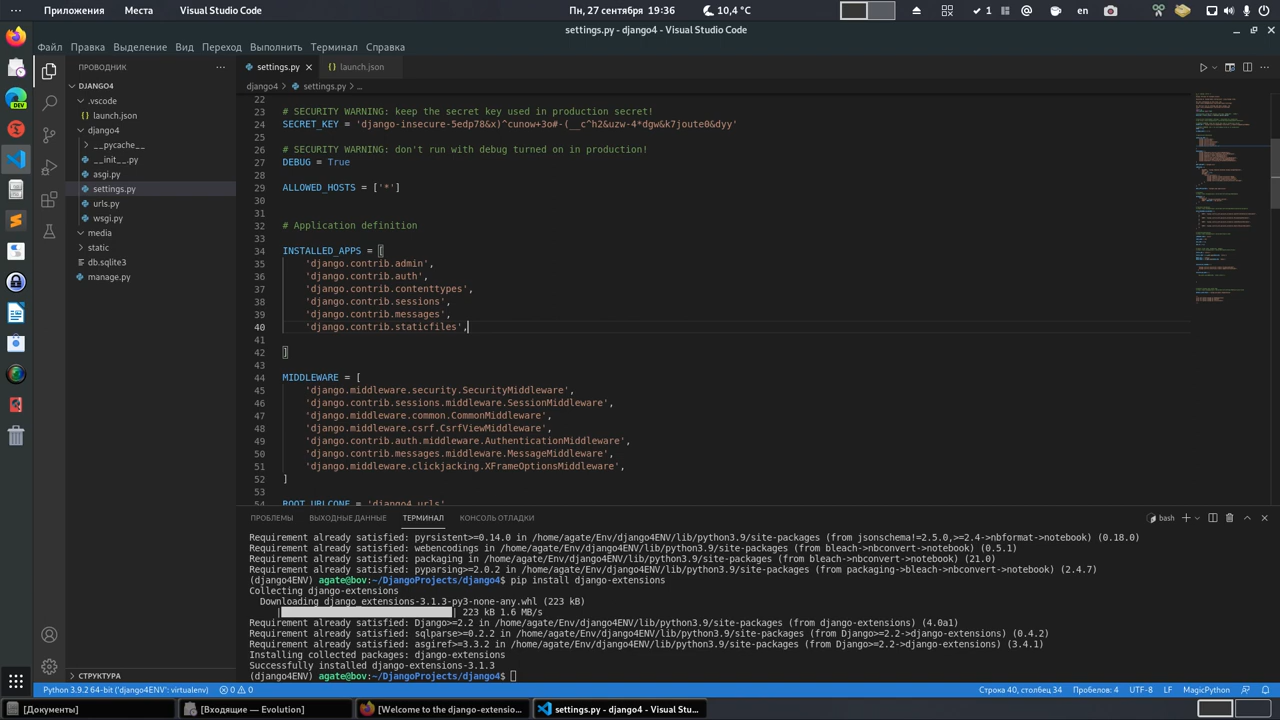 Приложения Места Visual Studio Code Пн, 27 сентября 19:36 10,4 °C 1 en
settings.py - django4 - Visual Studio Code
Файл Правка Выделение Вид Переход Выполнить Терминал Справка
ПРОВОДНИК
settings.py
launch.json
DJANGO4
.vscode
launch.json
django4
__pycache__
__init__.py
asgi.py
settings.py
urls.py
wsgi.py
media
static
db.sqlite3
manage.py
СТРУКТУРА
django4 > settings.py > ...
22
23 # SECURITY WARNING: keep the secret key used in production secret!
24 SECRET_KEY =
25
26 # SECURITY WARNING: don't run with debug turned on in production!
27 DEBUG = True
28
29 ALLOWED_HOSTS = ['*']
30
31
32 # Application definition
33
34 INSTALLED_APPS = [
35 'django.contrib.admin',
36 'django.contrib.auth',
37 'django.contrib.contenttypes',
38 'django.contrib.sessions',
39 'django.contrib.messages',
40 'django.contrib.staticfiles',
41
42 ]
43
44 MIDDLEWARE = [
45 'django.middleware.security.SecurityMiddleware',
46 'django.contrib.sessions.middleware.SessionMiddleware',
47 'django.middleware.common.CommonMiddleware',
48 'django.middleware.csrf.CsrfViewMiddleware',
49 'django.contrib.auth.middleware.AuthenticationMiddleware',
50 'django.contrib.messages.middleware.MessageMiddleware',
51 'django.middleware.clickjacking.XFrameOptionsMiddleware',
52 ]
53
54 ROOT_URLCONF = 'django4.urls'
ПРОБЛЕМЫ ВЫХОДНЫЕ ДАННЫЕ ТЕРМИНАЛ КОНСОЛЬ ОТЛАДКИ bash
Requirement already satisfied: pyrsistent>=0.14.0 in /home/agate/Env/django4ENV/lib/python3.9/site-packages (from jsonschema!=2.5.0,>=2.4->nbformat->notebook) (0.18.0)
Requirement already satisfied: webencodings in /home/agate/Env/django4ENV/lib/python3.9/site-packages (from bleach->nbconvert->notebook) (0.5.1)
Requirement already satisfied: packaging in /home/agate/Env/django4ENV/lib/python3.9/site-packages (from bleach->nbconvert->notebook) (21.0)
Requirement already satisfied: pyparsing>=2.0.2 in /home/agate/Env/django4ENV/lib/python3.9/site-packages (from packaging->bleach->nbconvert->notebook) (2.4.7)
(django4ENV) agate@bov:~/DjangoProjects/django4$ pip install django-extensions
Collecting django-extensions
Downloading django_extensions-3.1.3-py3-none-any.whl (223 kB)
| | 223 kB 1.6 MB/s
Requirement already satisfied: Django>=2.2 in /home/agate/Env/django4ENV/lib/python3.9/site-packages (from django-extensions) (4.0a1)
Requirement already satisfied: sqlparse>=0.2.2 in /home/agate/Env/django4ENV/lib/python3.9/site-packages (from Django>=2.2->django-extensions) (0.4.2)
Requirement already satisfied: asgiref>=3.3.2 in /home/agate/Env/django4ENV/lib/python3.9/site-packages (from Django>=2.2->django-extensions) (3.4.1)
Installing collected packages: django-extensions
Successfully installed django-extensions-3.1.3
(django4ENV) agate@bov:~/DjangoProjects/django4$
Python 3.9.2 64-bit ('django4ENV': virtualenv) 0 0 Строка 40, столбец 34 Пробелов: 4 UTF-8 LF MagicPython
[Документы] [Входящие — Evolution] [Welcome to the django-extensio... settings.py - django4 - Visual Stu...